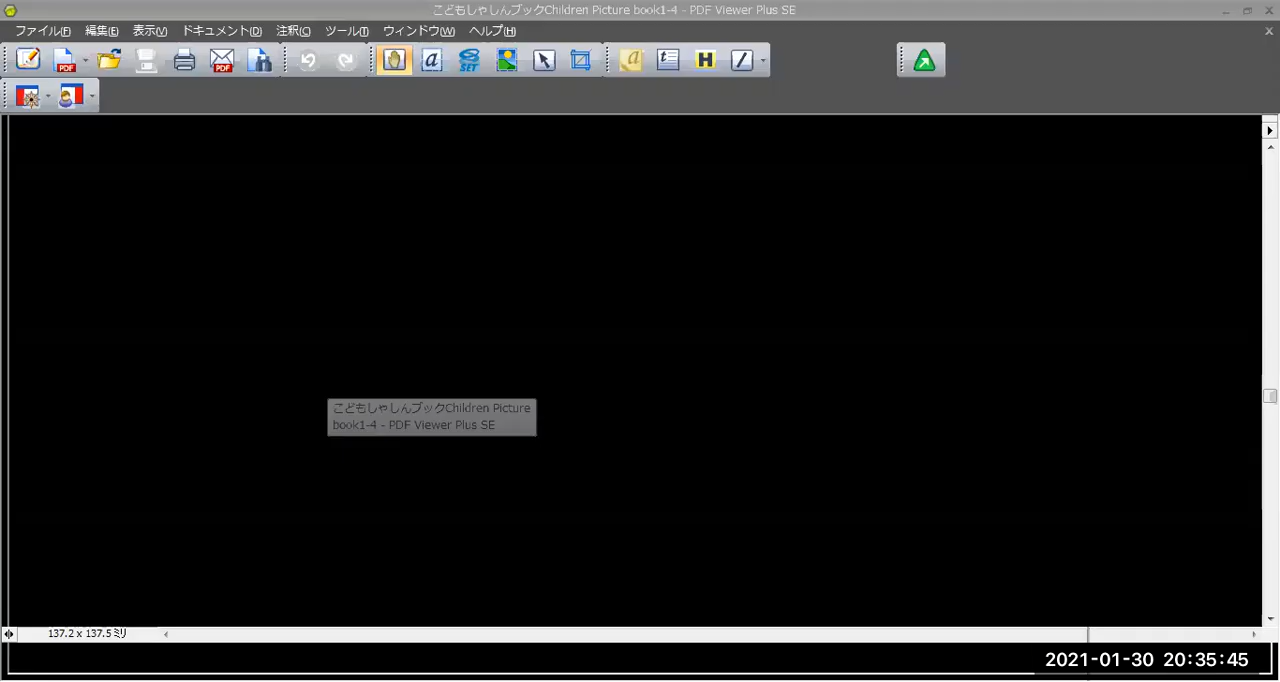 こどもしゃしんブックChildren Picture book1-4 - PDF Viewer Plus SE
ファイル(F) 編集(E) 表示(V) ドキュメント(D) 注釈(C) ツール(T) ウィンドウ(W) ヘルプ(H)
PDF PDF a SET a t H
こどもしゃしんブックChildren Picture
book1-4 - PDF Viewer Plus SE
137.2 x 137.5 ミリ
2021-01-30 20:35:45